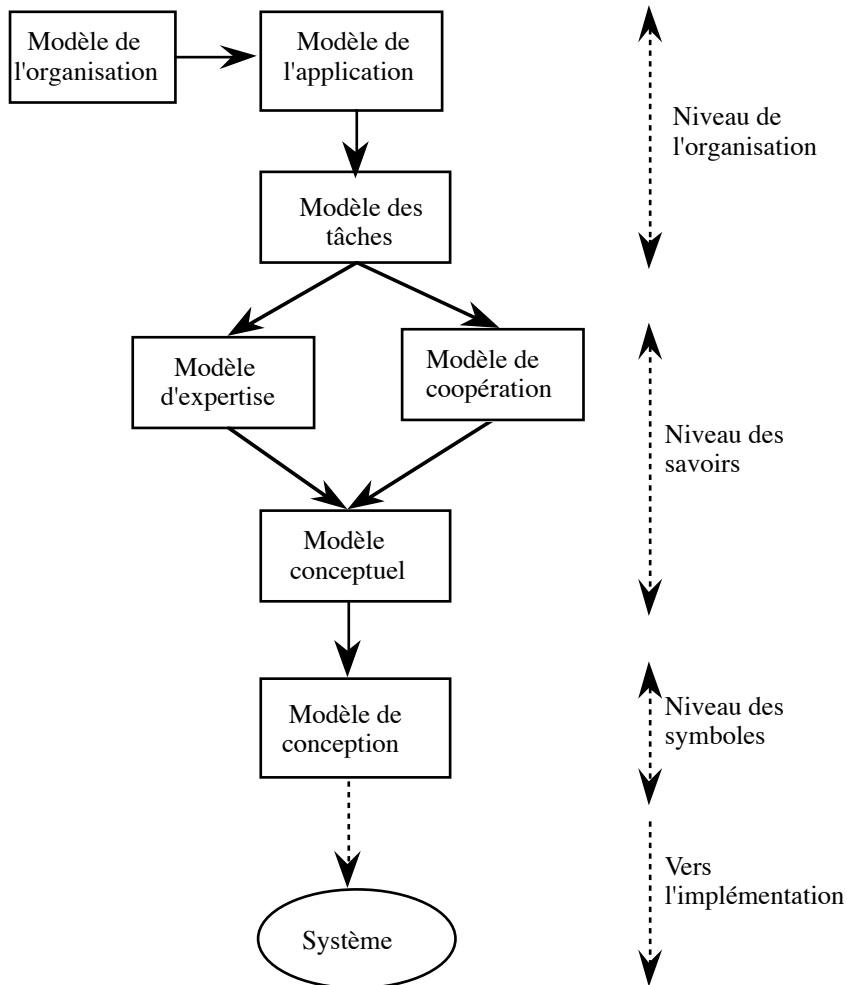 Modèle de
l'organisation
Modèle de
l'application
Niveau de
l'organisation
Modèle des
tâches
Modèle
d'expertise
Modèle de
coopération
Niveau des
savoirs
Modèle
conceptuel
Modèle de
conception
Niveau des
symboles
Vers
l'implémentation
Système